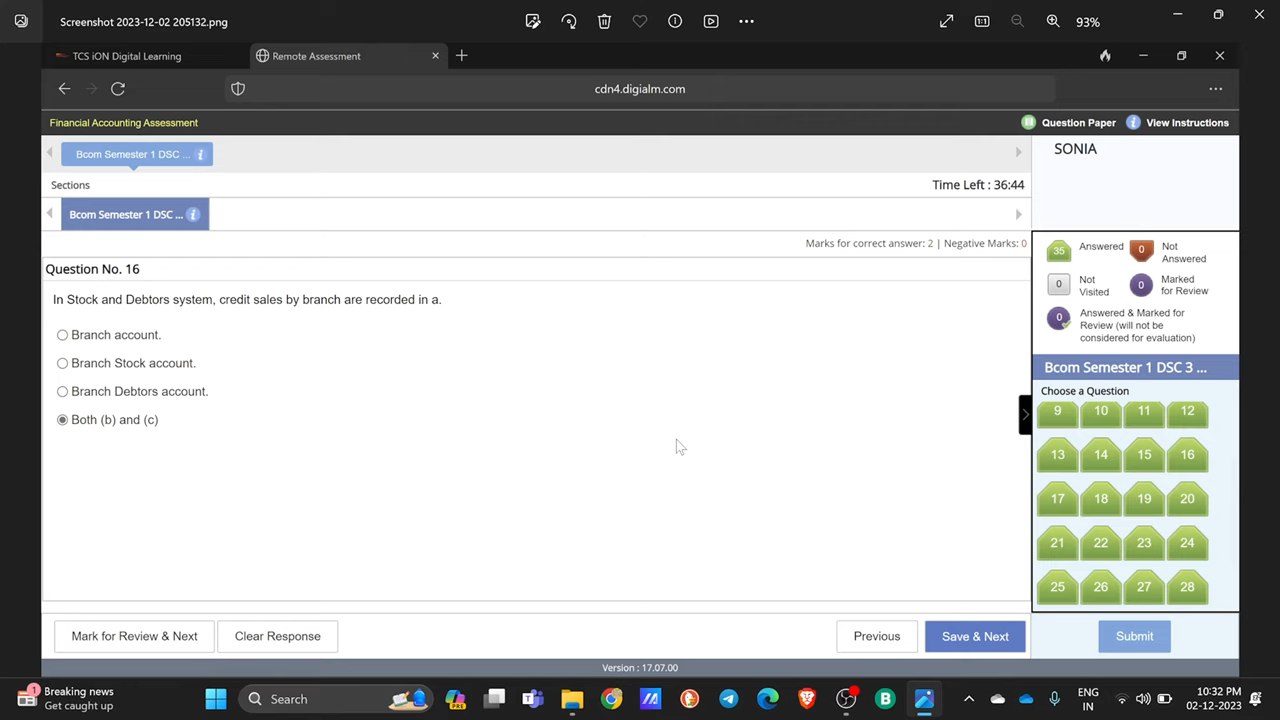 Screenshot 2023-12-02 205132.png
93%
TCS iON Digital Learning
Remote Assessment
cdn4.digialm.com
Financial Accounting Assessment
Question Paper
View Instructions
Bcom Semester 1 DSC ...
SONIA
Sections
Time Left : 36:44
Bcom Semester 1 DSC ...
Marks for correct answer: 2 | Negative Marks: 0
35 Answered
0 Not Answered
0 Not Visited
0 Marked for Review
0 Answered & Marked for Review (will not be considered for evaluation)
Question No. 16
In Stock and Debtors system, credit sales by branch are recorded in a.
Branch account.
Branch Stock account.
Branch Debtors account.
Both (b) and (c)
Bcom Semester 1 DSC 3 ...
Choose a Question
9 10 11 12
13 14 15 16
17 18 19 20
21 22 23 24
25 26 27 28
Mark for Review & Next
Clear Response
Previous
Save & Next
Submit
Version : 17.07.00
1
Breaking news
Get caught up
Search
ENG
IN
10:32 PM
02-12-2023